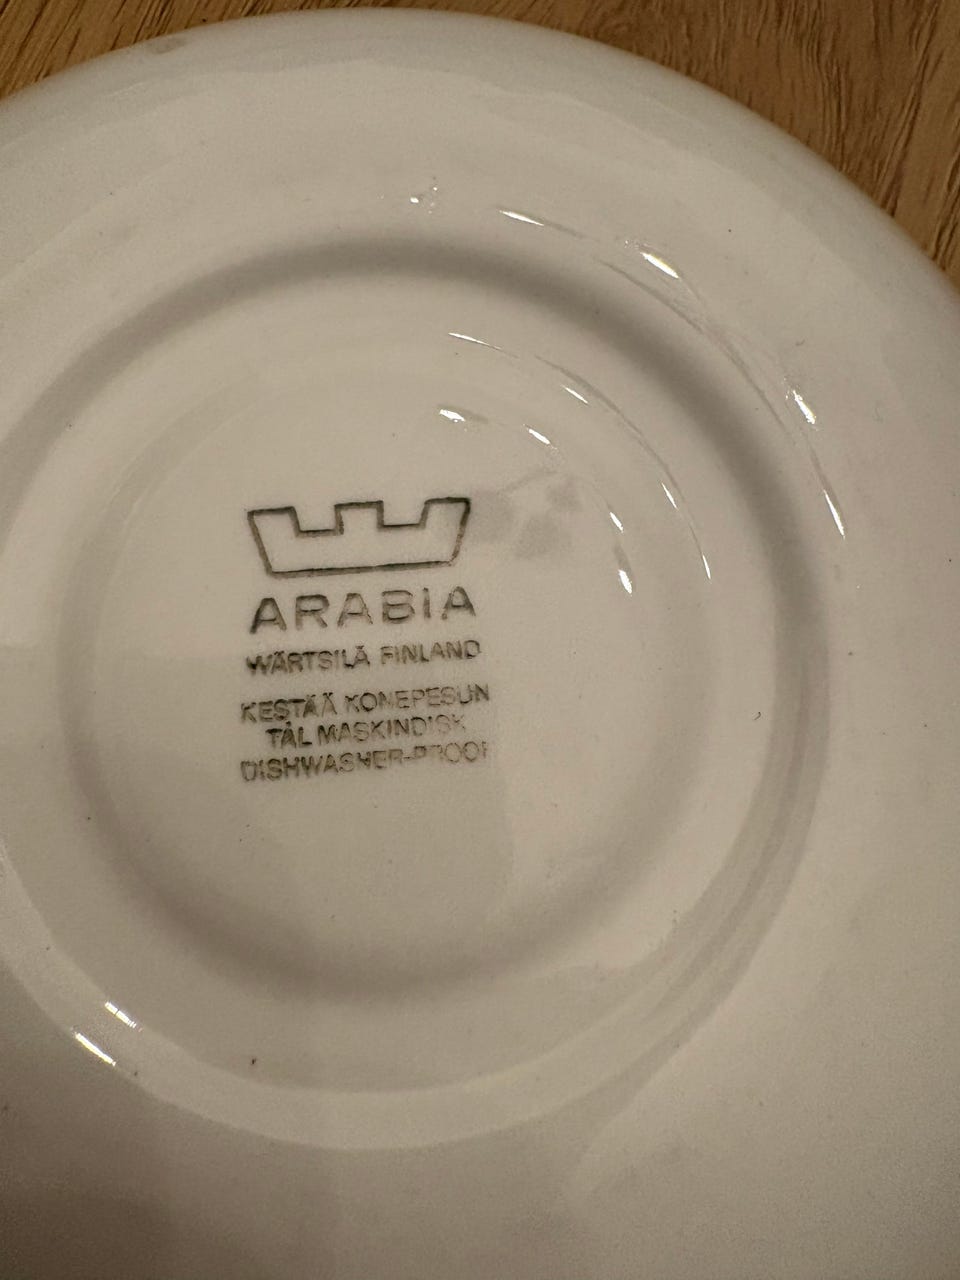 ARABIA
WÄRTSILÄ FINLAND
KESTÄÄ KONEPESUN
TÅL MASKINDISK
DISHWASHER-PROOF